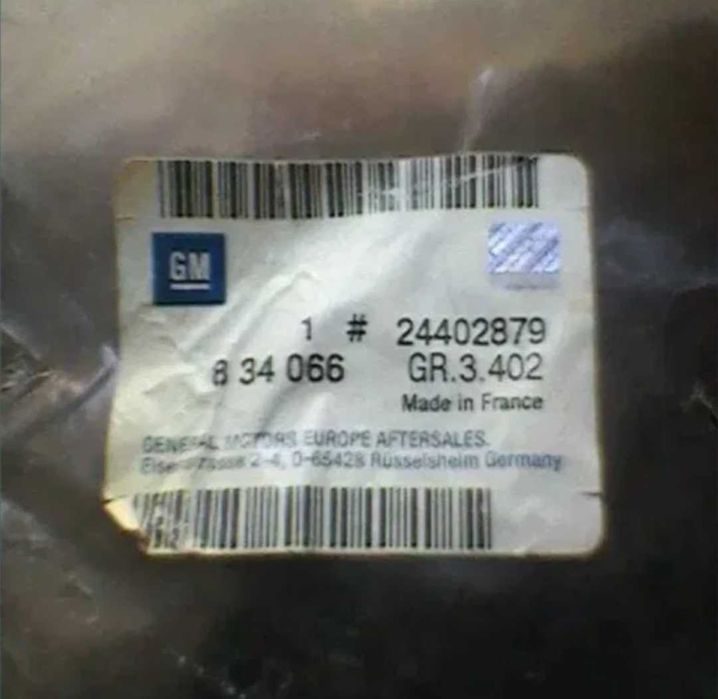 GM
1 # 24402879
8 34 066 GR.3.402
Made in France
GENERAL MOTORS EUROPE AFTERSALES.
2-4, D-65428 Rüsselsheim Germany